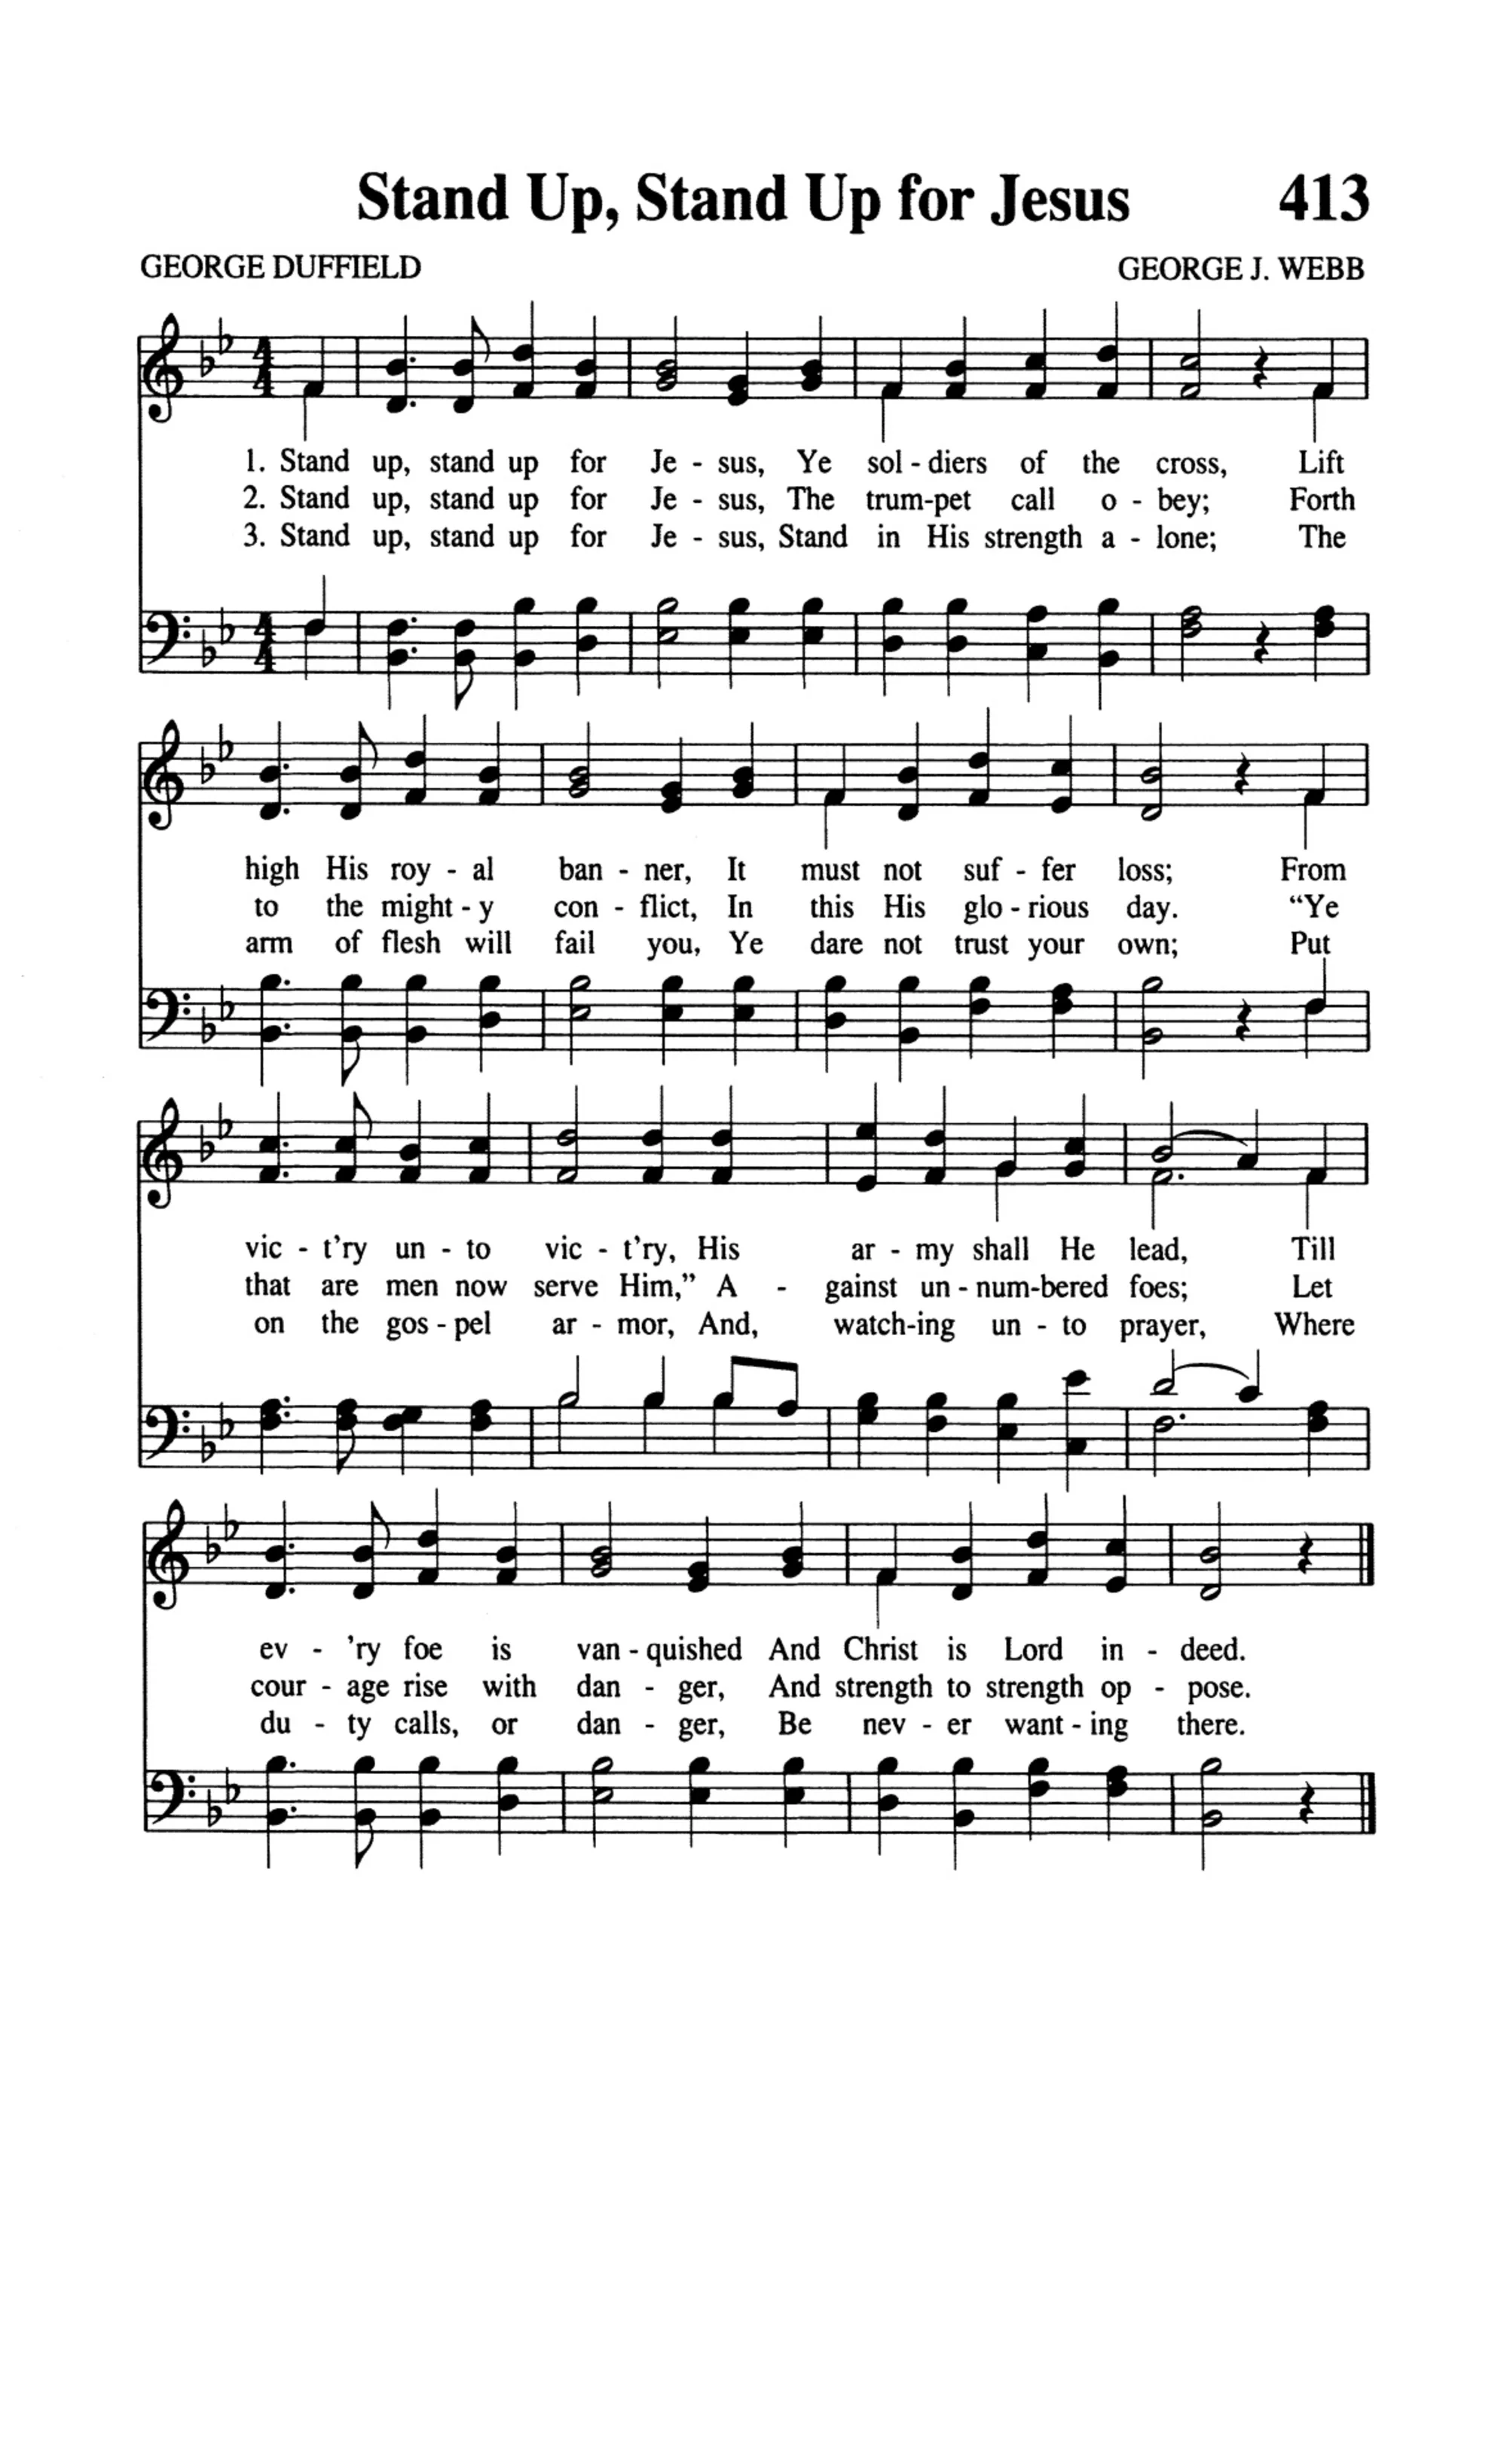 Stand Up, Stand Up for Jesus 413
GEORGE DUFFIELD GEORGE J. WEBB
1. Stand up, stand up for Je - sus, Ye sol - diers of the cross, Lift
2. Stand up, stand up for Je - sus, The trum-pet call o - bey; Forth
3. Stand up, stand up for Je - sus, Stand in His strength a - lone; The
high His roy - al ban - ner, It must not suf - fer loss; From
to the might - y con - flict, In this His glo - rious day. “Ye
arm of flesh will fail you, Ye dare not trust your own; Put
vic - t’ry un - to vic - t’ry, His ar - my shall He lead, Till
that are men now serve Him,” A - gainst un - num-bered foes; Let
on the gos - pel ar - mor, And, watch-ing un - to prayer, Where
ev - ’ry foe is van - quished And Christ is Lord in - deed.
cour - age rise with dan - ger, And strength to strength op - pose.
du - ty calls, or dan - ger, Be nev - er want - ing there.